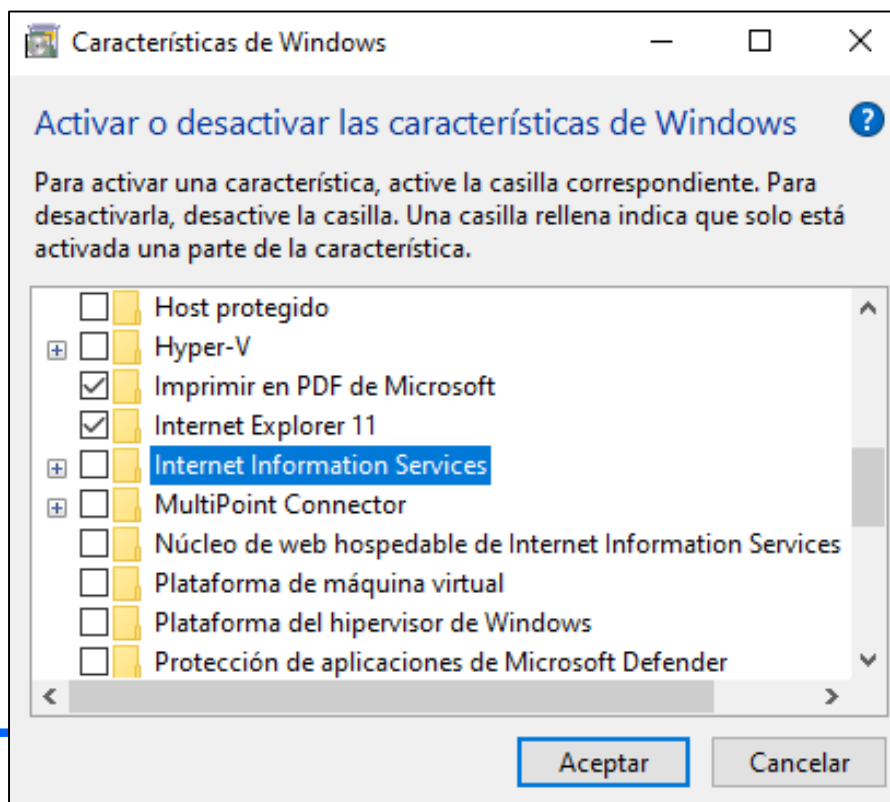 Características de Windows
Activar o desactivar las características de Windows
Para activar una característica, active la casilla correspondiente. Para
desactivarla, desactive la casilla. Una casilla rellena indica que solo está
activada una parte de la característica.
Host protegido
Hyper-V
Imprimir en PDF de Microsoft
Internet Explorer 11
Internet Information Services
MultiPoint Connector
Núcleo de web hospedable de Internet Information Services
Plataforma de máquina virtual
Plataforma del hipervisor de Windows
Protección de aplicaciones de Microsoft Defender
Aceptar Cancelar